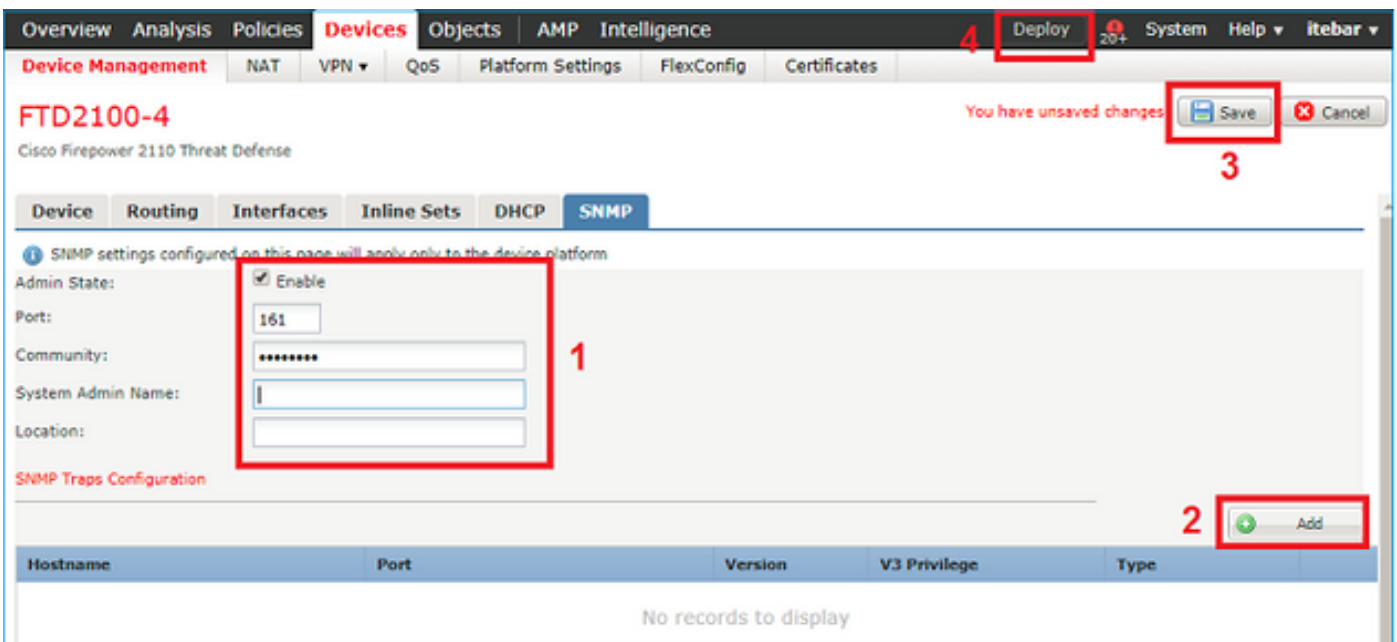 Overview Analysis Policies Devices Objects AMP Intelligence 4 Deploy 20+ System Help itebar
Device Management NAT VPN QoS Platform Settings FlexConfig Certificates
FTD2100-4
You have unsaved changes Save Cancel
Cisco Firepower 2110 Threat Defense
3
Device Routing Interfaces Inline Sets DHCP SNMP
SNMP settings configured on this page will apply only to the device platform
Admin State: Enable
Port: 161
Community: ••••••••
1
System Admin Name:
Location:
SNMP Traps Configuration
2 Add
Hostname Port Version V3 Privilege Type
No records to display